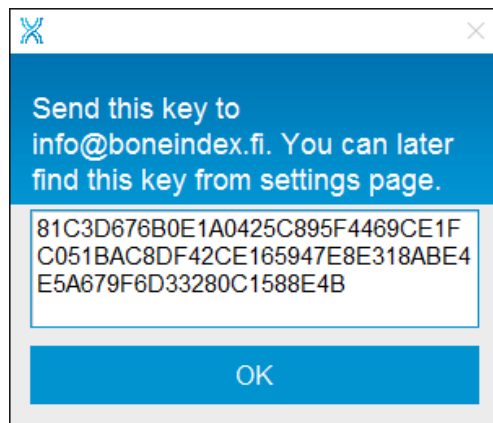 Send this key to
info@boneindex.fi. You can later
find this key from settings page.
81C3D676B0E1A0425C895F4469CE1F
C051BAC8DF42CE165947E8E318ABE4
E5A679F6D33280C1588E4B
OK